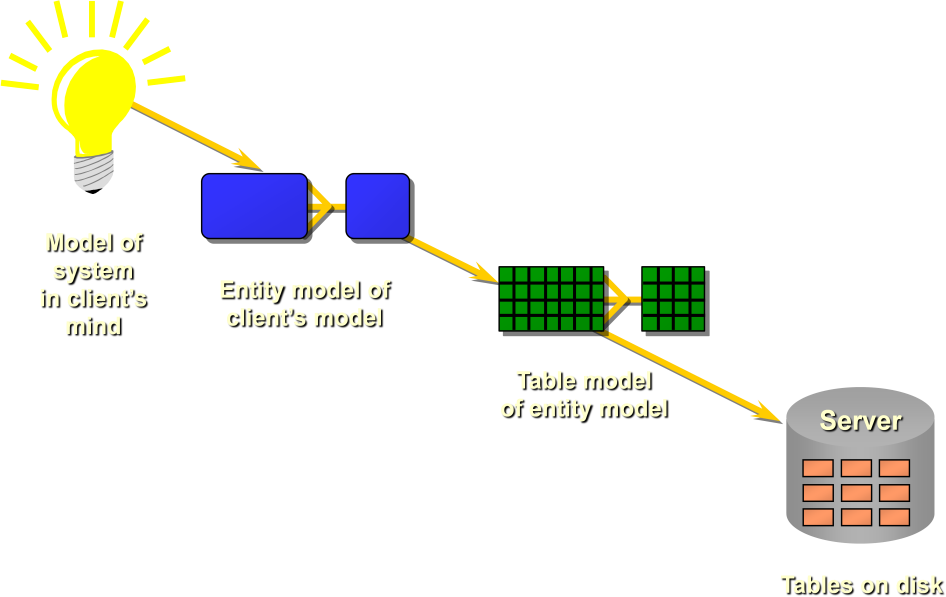 Model of
system
in client's
mind
Entity model of
client's model
Table model
of entity model
Server
Tables on disk